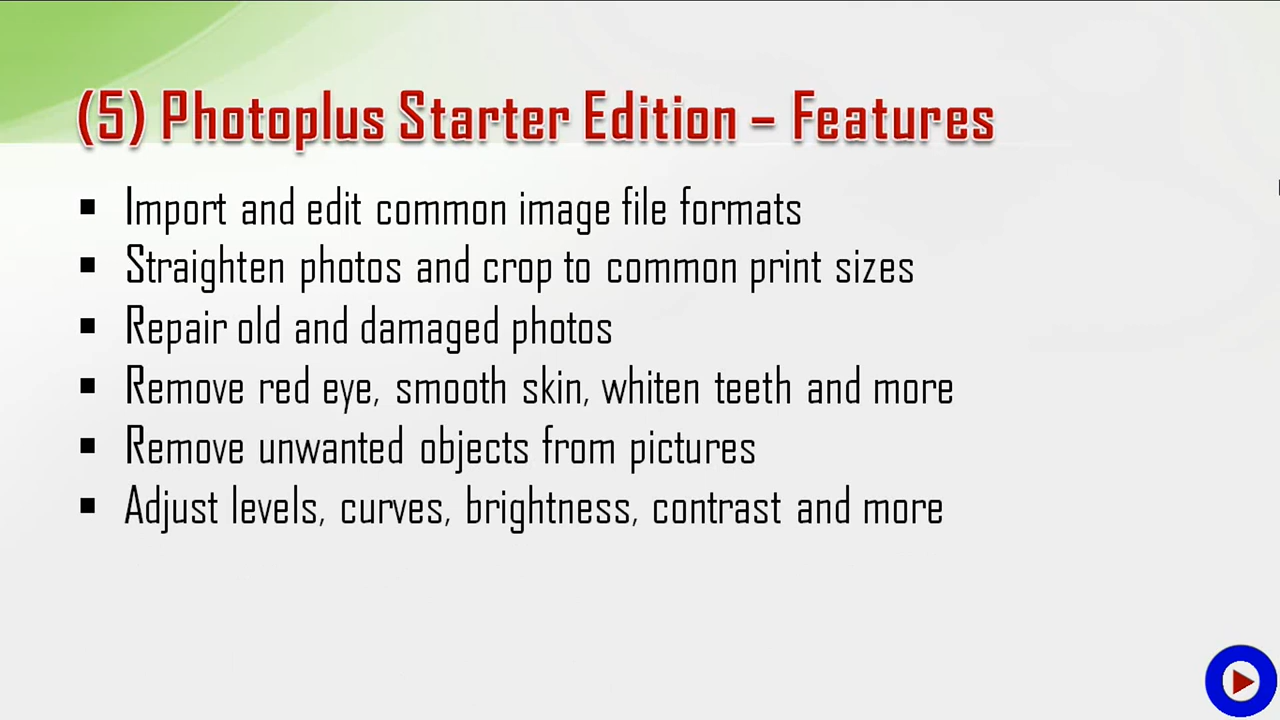 (5) Photoplus Starter Edition – Features
▪ Import and edit common image file formats
▪ Straighten photos and crop to common print sizes
▪ Repair old and damaged photos
▪ Remove red eye, smooth skin, whiten teeth and more
▪ Remove unwanted objects from pictures
▪ Adjust levels, curves, brightness, contrast and more